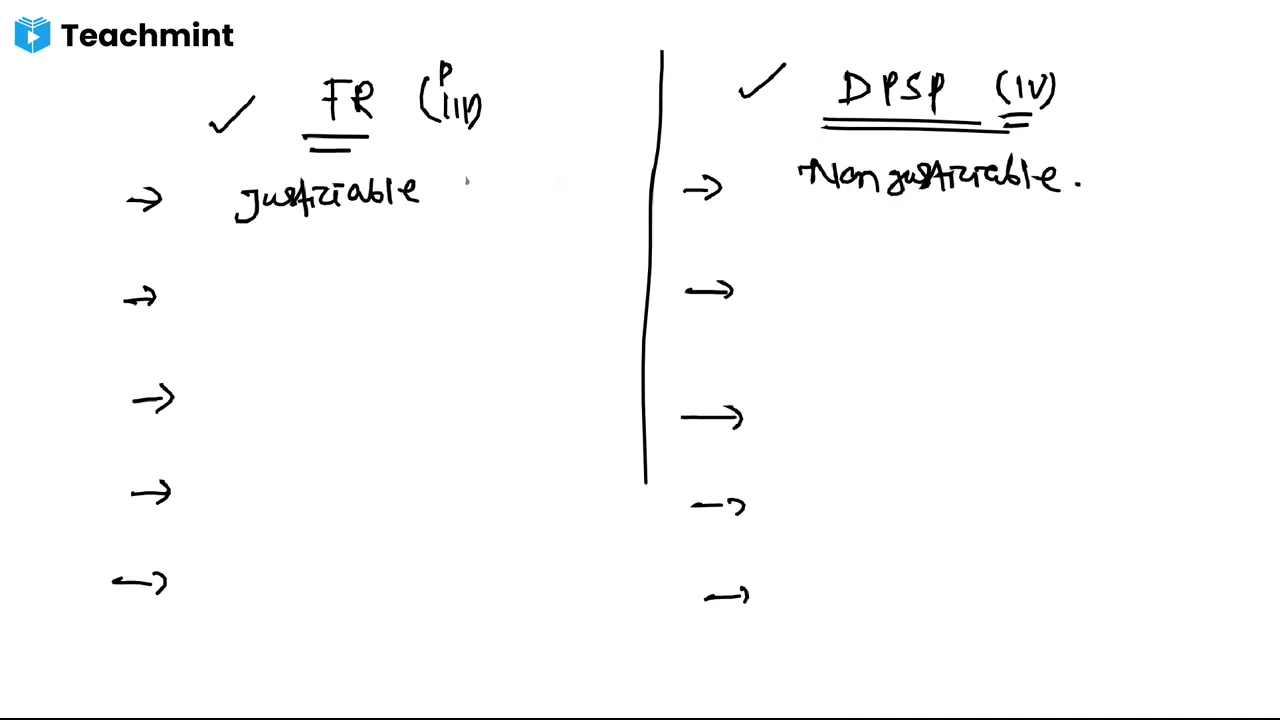 Teachmint
FR (P III)
Justiciable
DPSP (IV)
Non justiciable.